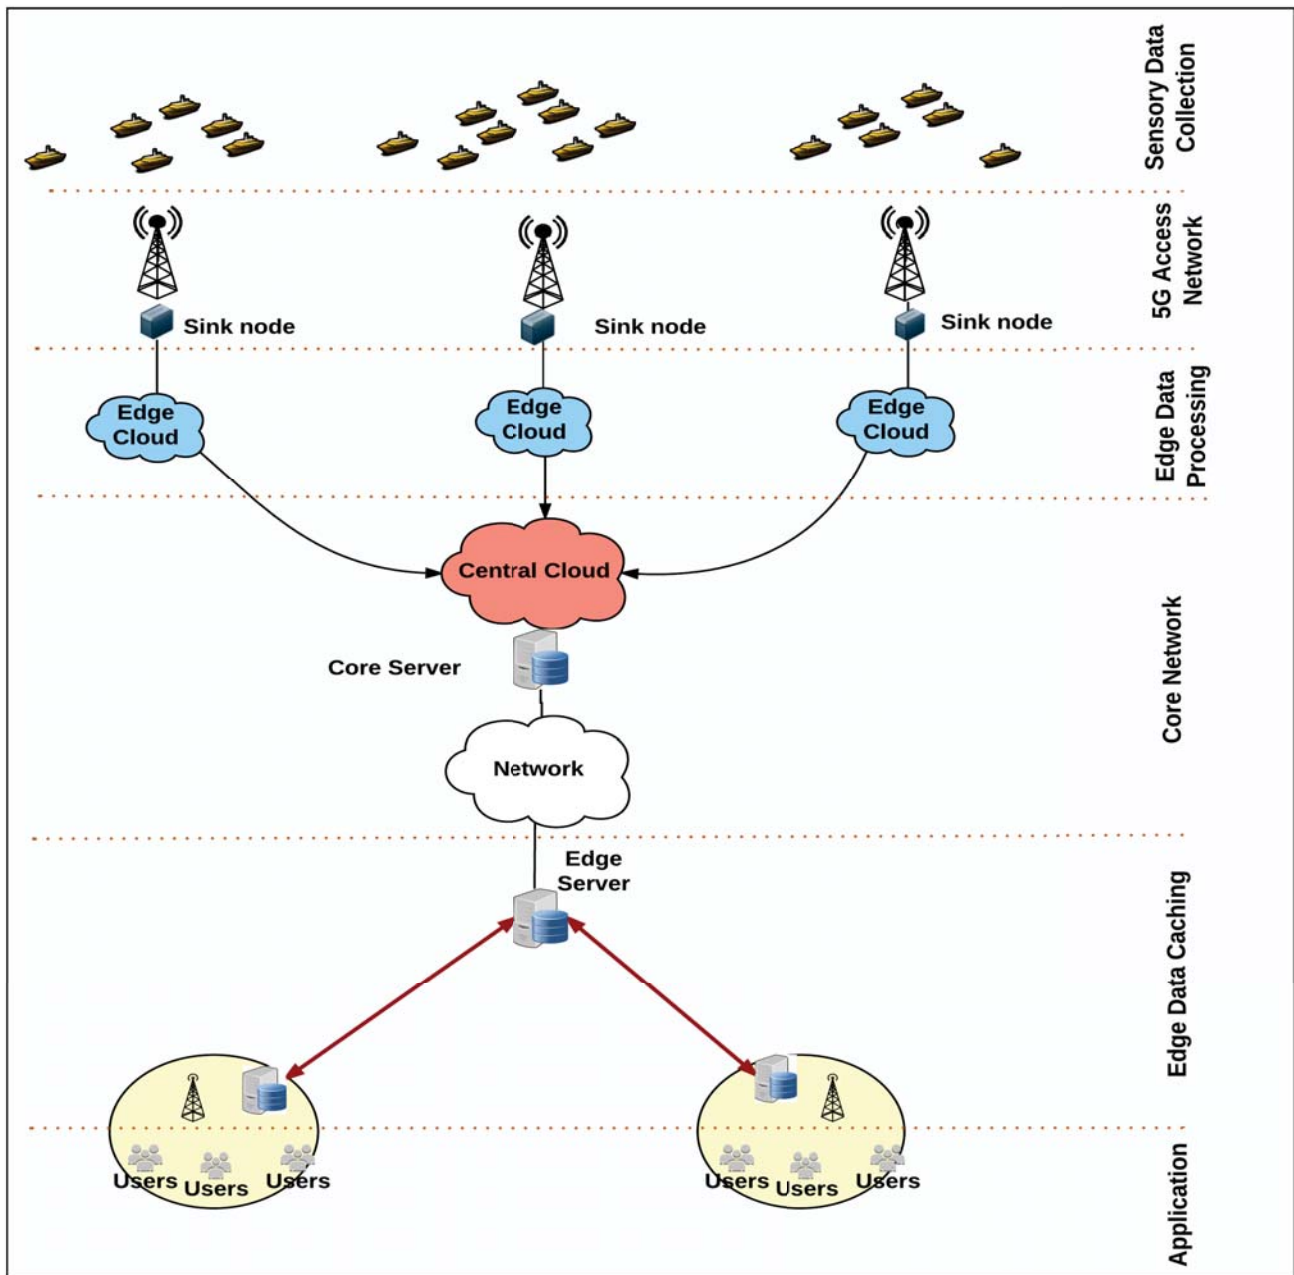 Sensory Data
Collection
5G Access
Network
Sink node
Sink node
Sink node
Edge Data
Processing
Edge
Cloud
Edge
Cloud
Edge
Cloud
Central Cloud
Core Server
Core Network
Network
Edge
Server
Edge Data Caching
Users
Users
Users
Users
Users
Users
Application